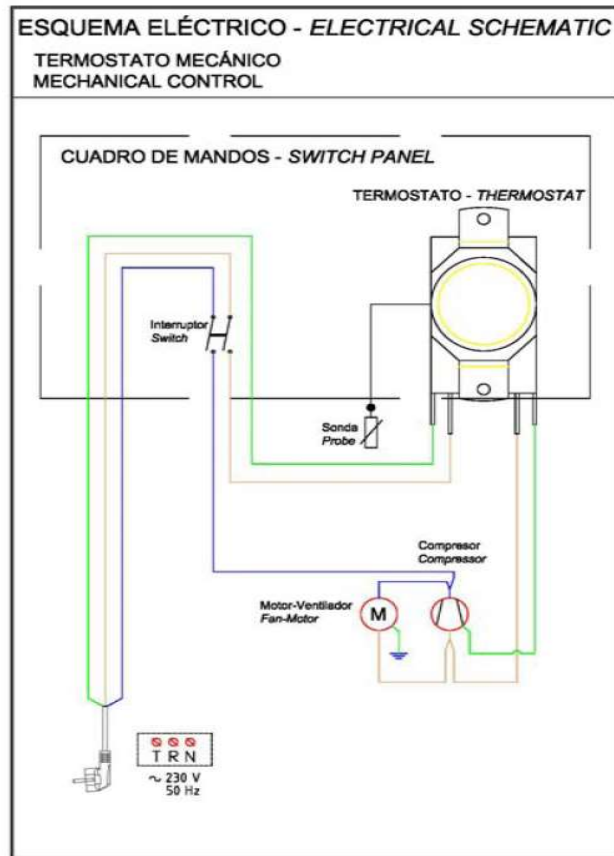 ESQUEMA ELÉCTRICO - ELECTRICAL SCHEMATIC
TERMOSTATO MECÁNICO
MECHANICAL CONTROL
CUADRO DE MANDOS - SWITCH PANEL
TERMOSTATO - THERMOSTAT
Interruptor
Switch
Sonda
Probe
Compresor
Compressor
Motor-Ventilador
Fan-Motor
M
T R N
~ 230 V
50 Hz